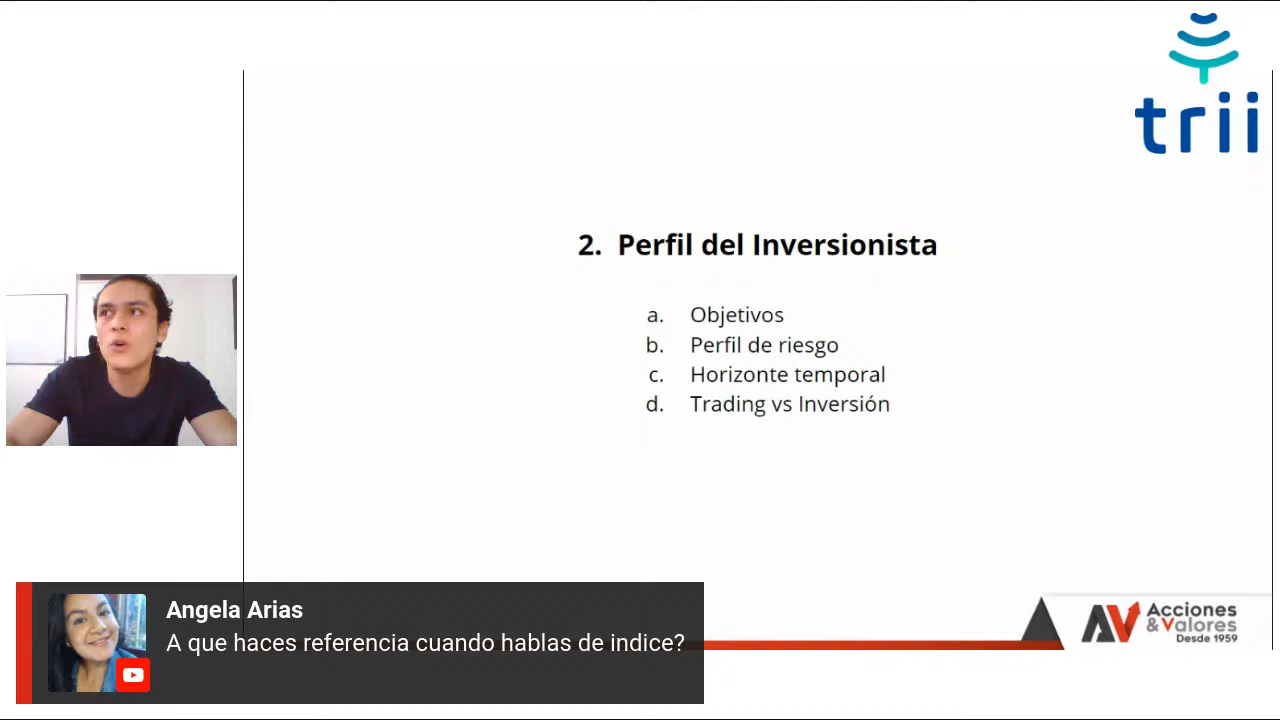 trii
2. Perfil del Inversionista
a. Objetivos
b. Perfil de riesgo
c. Horizonte temporal
d. Trading vs Inversión
Angela Arias
A que haces referencia cuando hablas de indice?
AV Acciones
& Valores
Desde 1959